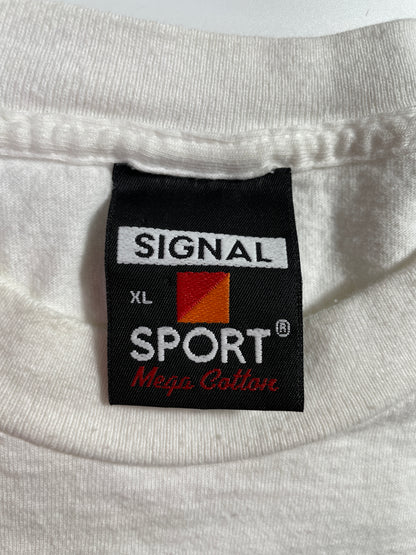 SIGNAL
XL
SPORT®
Mega Cotton